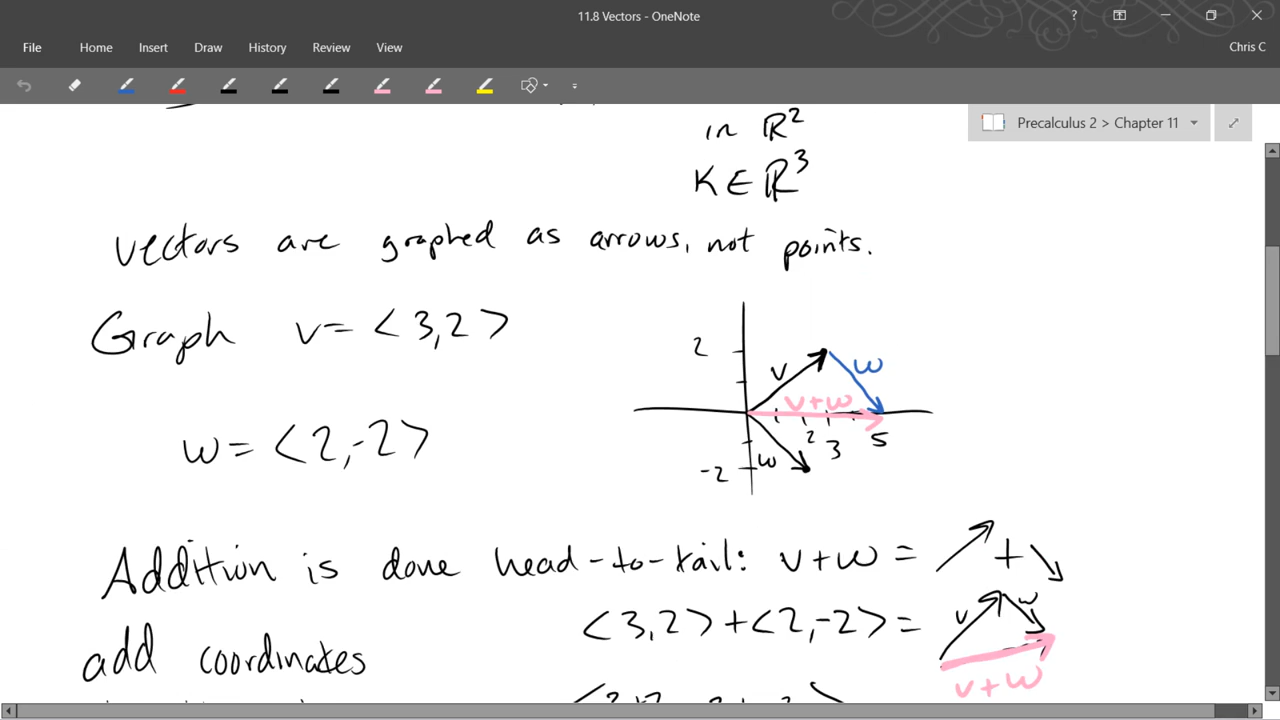 11.8 Vectors - OneNote
?
Chris C
File Home Insert Draw History Review View
Precalculus 2 > Chapter 11
in ℝ²
K ∈ ℝ³
vectors are graphed as arrows, not points.
Graph v = <3,2>
w = <2,-2>
2
v
w
v+w
2
3
5
-2
w
Addition is done head-to-tail: v+w = ↗ + ↘
<3,2> + <2,-2> =
v
w
v+w
add coordinates